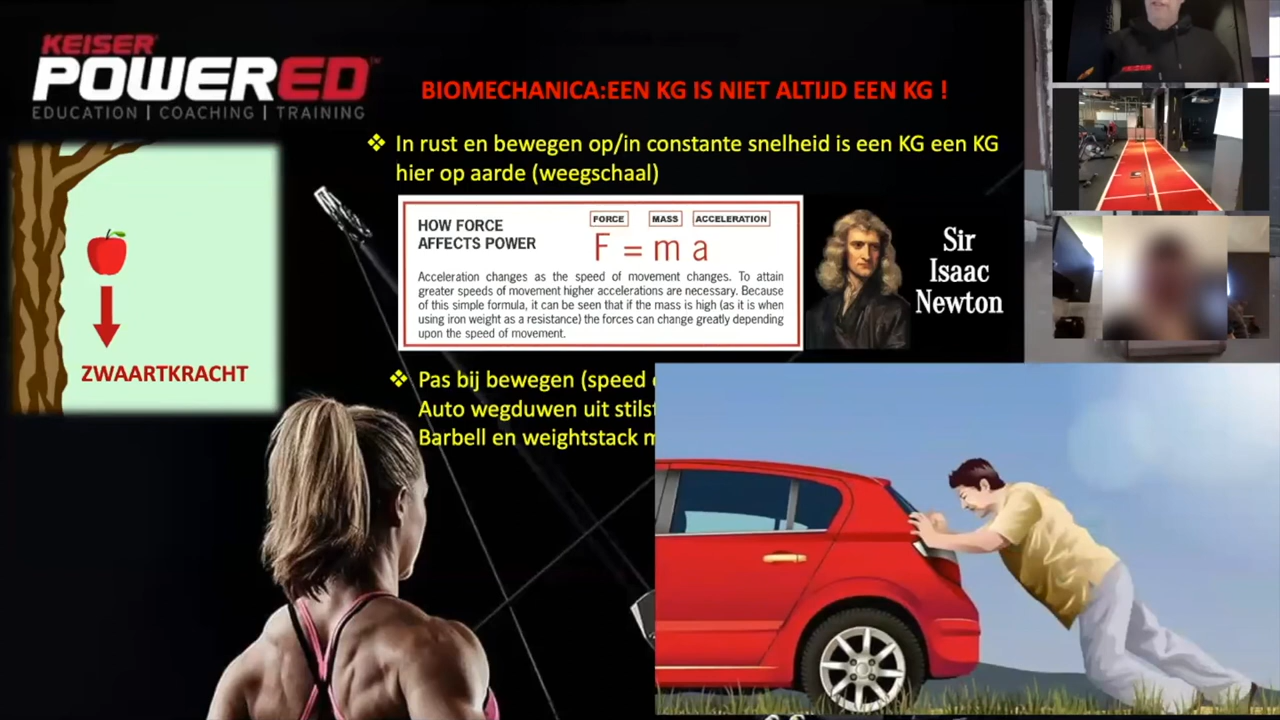 KEISER
POWERED™
EDUCATION | COACHING | TRAINING
BIOMECHANICA:EEN KG IS NIET ALTIJD EEN KG !
❖ In rust en bewegen op/in constante snelheid is een KG een KG
hier op aarde (weegschaal)
HOW FORCE
AFFECTS POWER
FORCE MASS ACCELERATION
F = m a
Acceleration changes as the speed of movement changes. To attain
greater speeds of movement higher accelerations are necessary. Because
of this simple formula, it can be seen that if the mass is high (as it is when
using iron weight as a resistance) the forces can change greatly depending
upon the speed of movement.
Sir
Isaac
Newton
ZWAARTKRACHT
❖ Pas bij bewegen (speed
Auto wegduwen uit
Barbell en weightstack